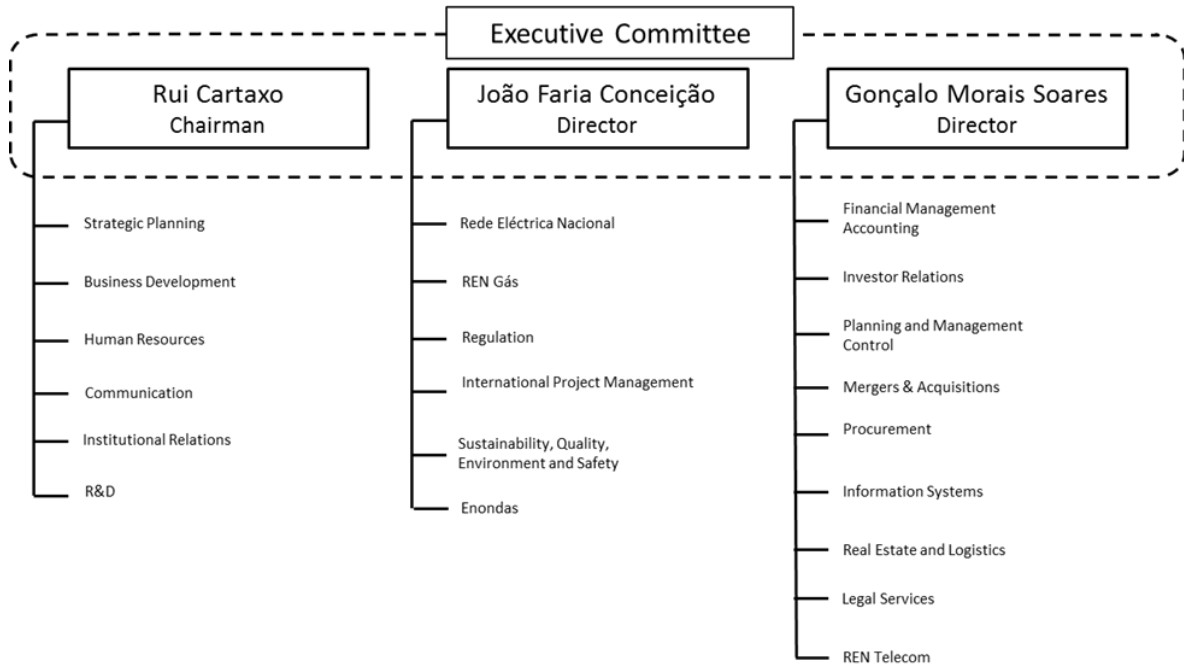 Executive Committee
Rui Cartaxo
Chairman
João Faria Conceição
Director
Gonçalo Morais Soares
Director
Strategic Planning
Business Development
Human Resources
Communication
Institutional Relations
R&D
Rede Eléctrica Nacional
REN Gás
Regulation
International Project Management
Sustainability, Quality,
Environment and Safety
Enondas
Financial Management
Accounting
Investor Relations
Planning and Management
Control
Mergers & Acquisitions
Procurement
Information Systems
Real Estate and Logistics
Legal Services
REN Telecom